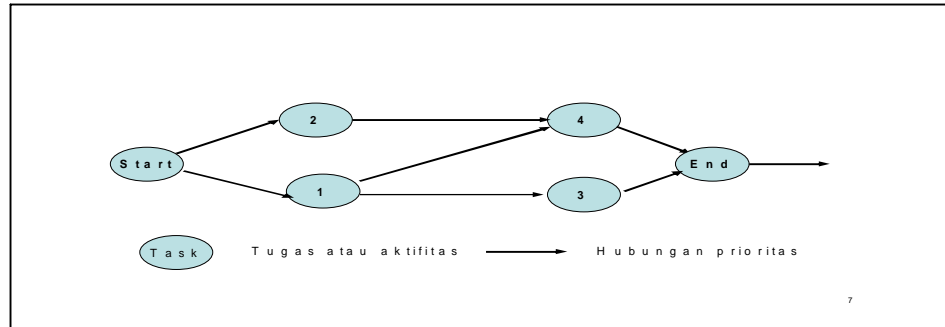 2
4
Start
End
1
3
Task
Tugas atau aktifitas
Hubungan prioritas
7